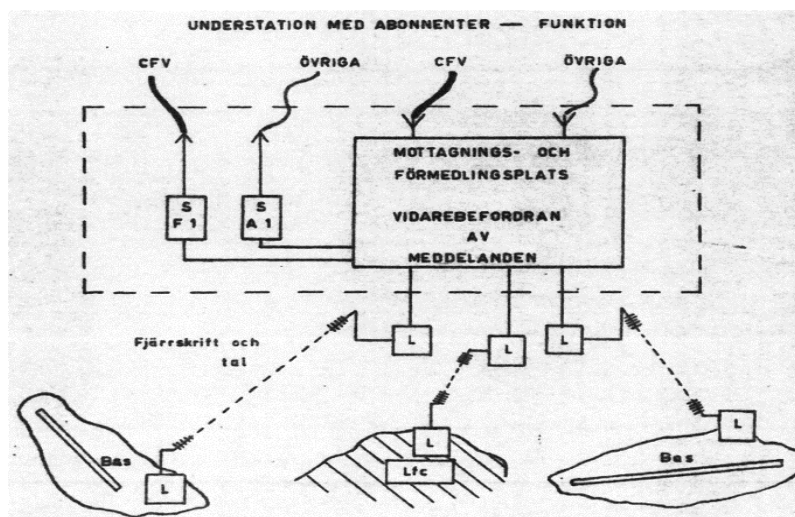 UNDERSTATION MED ABONNENTER — FUNKTION
CFV
ÖVRIGA
CFV
ÖVRIGA
MOTTAGNINGS- OCH
FÖRMEDLINGSPLATS
VIDAREBEFORDRAN
AV
MEDDELANDEN
S
F 1
S
A 1
L
L
L
Fjärrskrift och
tal
Bas
L
L
Lfc
L
Bas